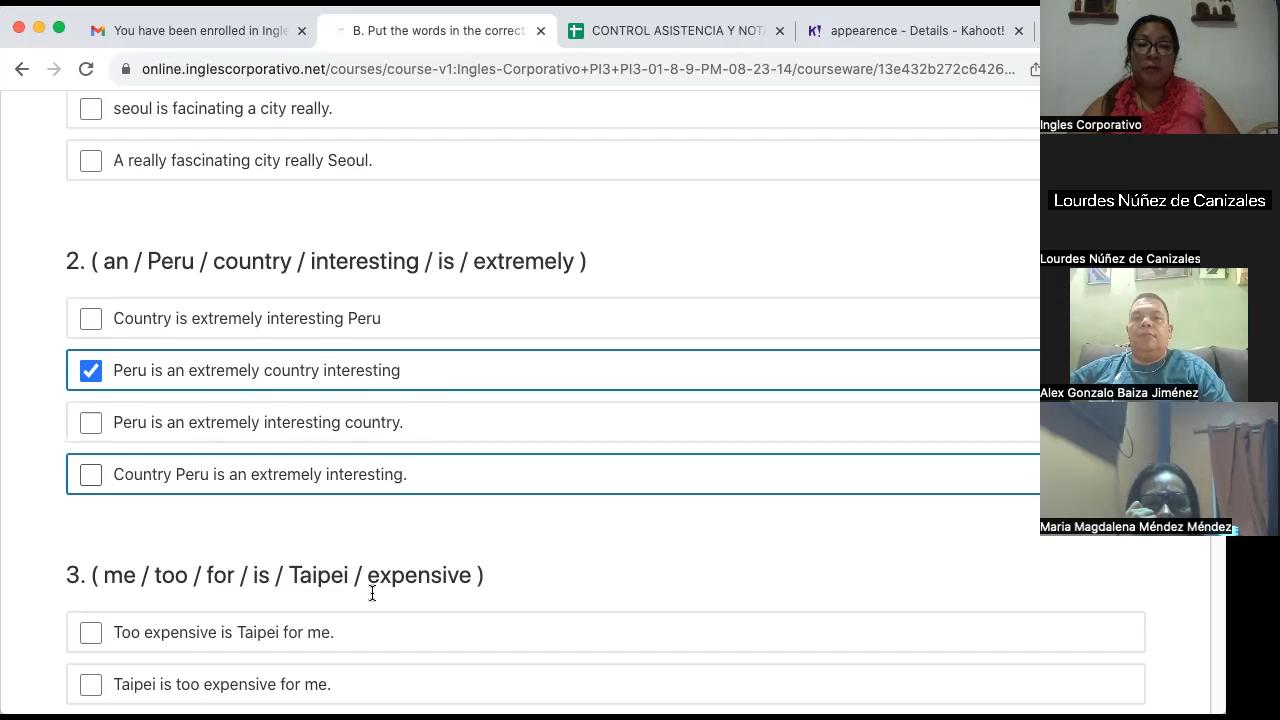 You have been enrolled in Ingle
B. Put the words in the correct
CONTROL ASISTENCIA Y NOTA
appearence - Details - Kahoot!
online.inglescorporativo.net/courses/course-v1:Ingles-Corporativo+PI3+PI3-01-8-9-PM-08-23-14/courseware/13e432b272c6426...
seoul is facinating a city really.
A really fascinating city really Seoul.
2. ( an / Peru / country / interesting / is / extremely )
Country is extremely interesting Peru
Peru is an extremely country interesting
Peru is an extremely interesting country.
Country Peru is an extremely interesting.
3. ( me / too / for / is / Taipei / expensive )
Too expensive is Taipei for me.
Taipei is too expensive for me.
Ingles Corporativo
Lourdes Núñez de Canizales
Lourdes Núñez de Canizales
Alex Gonzalo Baiza Jiménez
Maria Magdalena Méndez Méndez